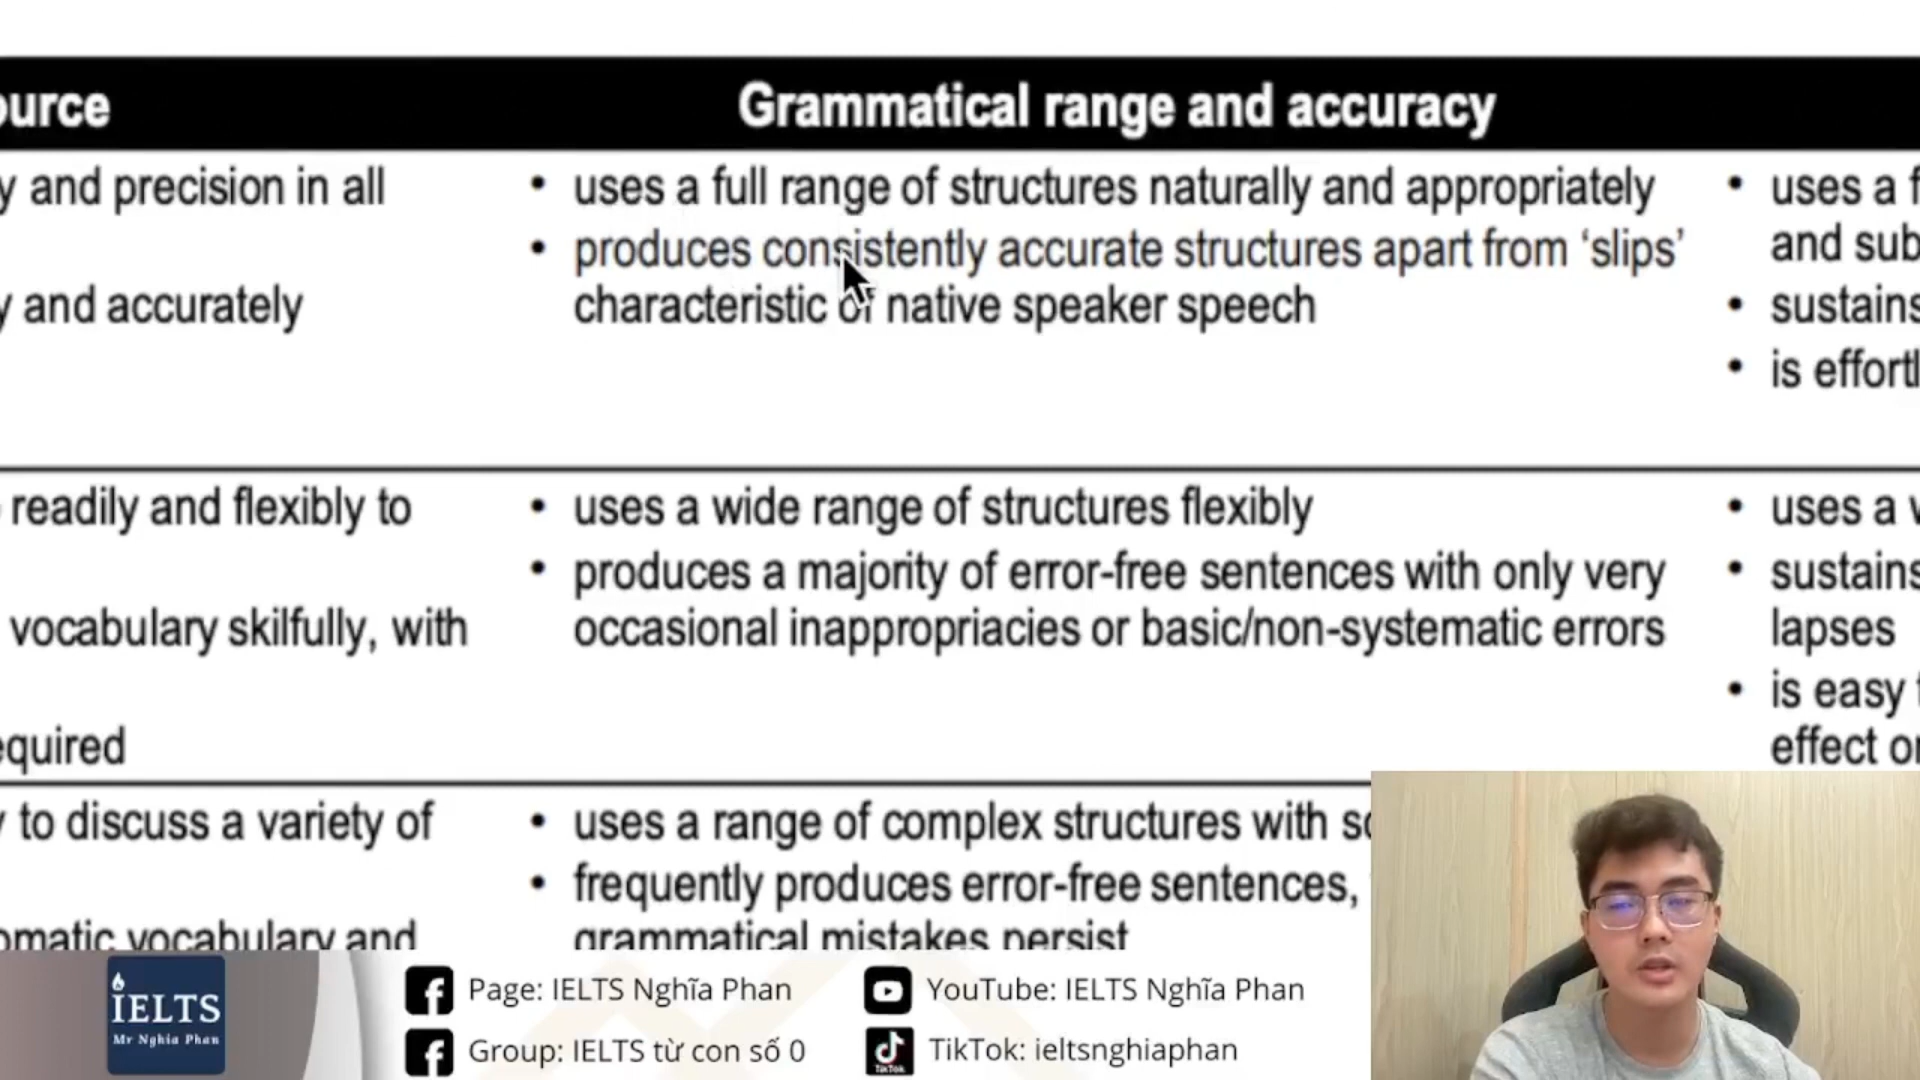 Grammatical range and accuracy
y and precision in all
y and accurately
• uses a full range of structures naturally and appropriately
• produces consistently accurate structures apart from ‘slips’
characteristic of native speaker speech
• uses a f
and sub
• sustains
• is effortl
readily and flexibly to
vocabulary skilfully, with
equired
• uses a wide range of structures flexibly
• produces a majority of error-free sentences with only very
occasional inappropriacies or basic/non-systematic errors
• uses a
• sustains
lapses
• is easy
effect
to discuss a variety of
vocabulary and
• uses a range of complex structures with
• frequently produces error-free sentences,
grammatical mistakes persist
IELTS
Mr Nghia Phan
Page: IELTS Nghĩa Phan
Group: IELTS từ con số 0
YouTube: IELTS Nghĩa Phan
TikTok
TikTok: ieltsnghiaphan